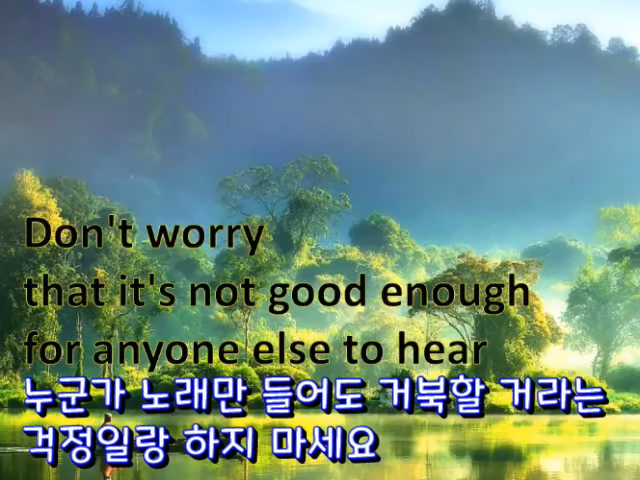 Don't worry
that it's not good enough
for anyone else to hear
누군가 노래만 들어도 거북할 거라는
걱정일랑 하지 마세요